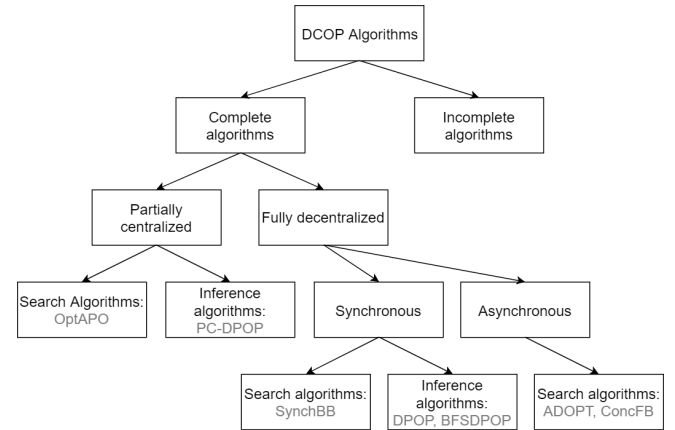 DCOP Algorithms
Complete
algorithms
Incomplete
algorithms
Partially
centralized
Fully decentralized
Search Algorithms:
OptAPO
Inference
algorithms:
PC-DPOP
Synchronous
Asynchronous
Search algorithms:
SynchBB
Inference
algorithms:
DPOP, BFSDPOP
Search algorithms:
ADOPT, ConcFB